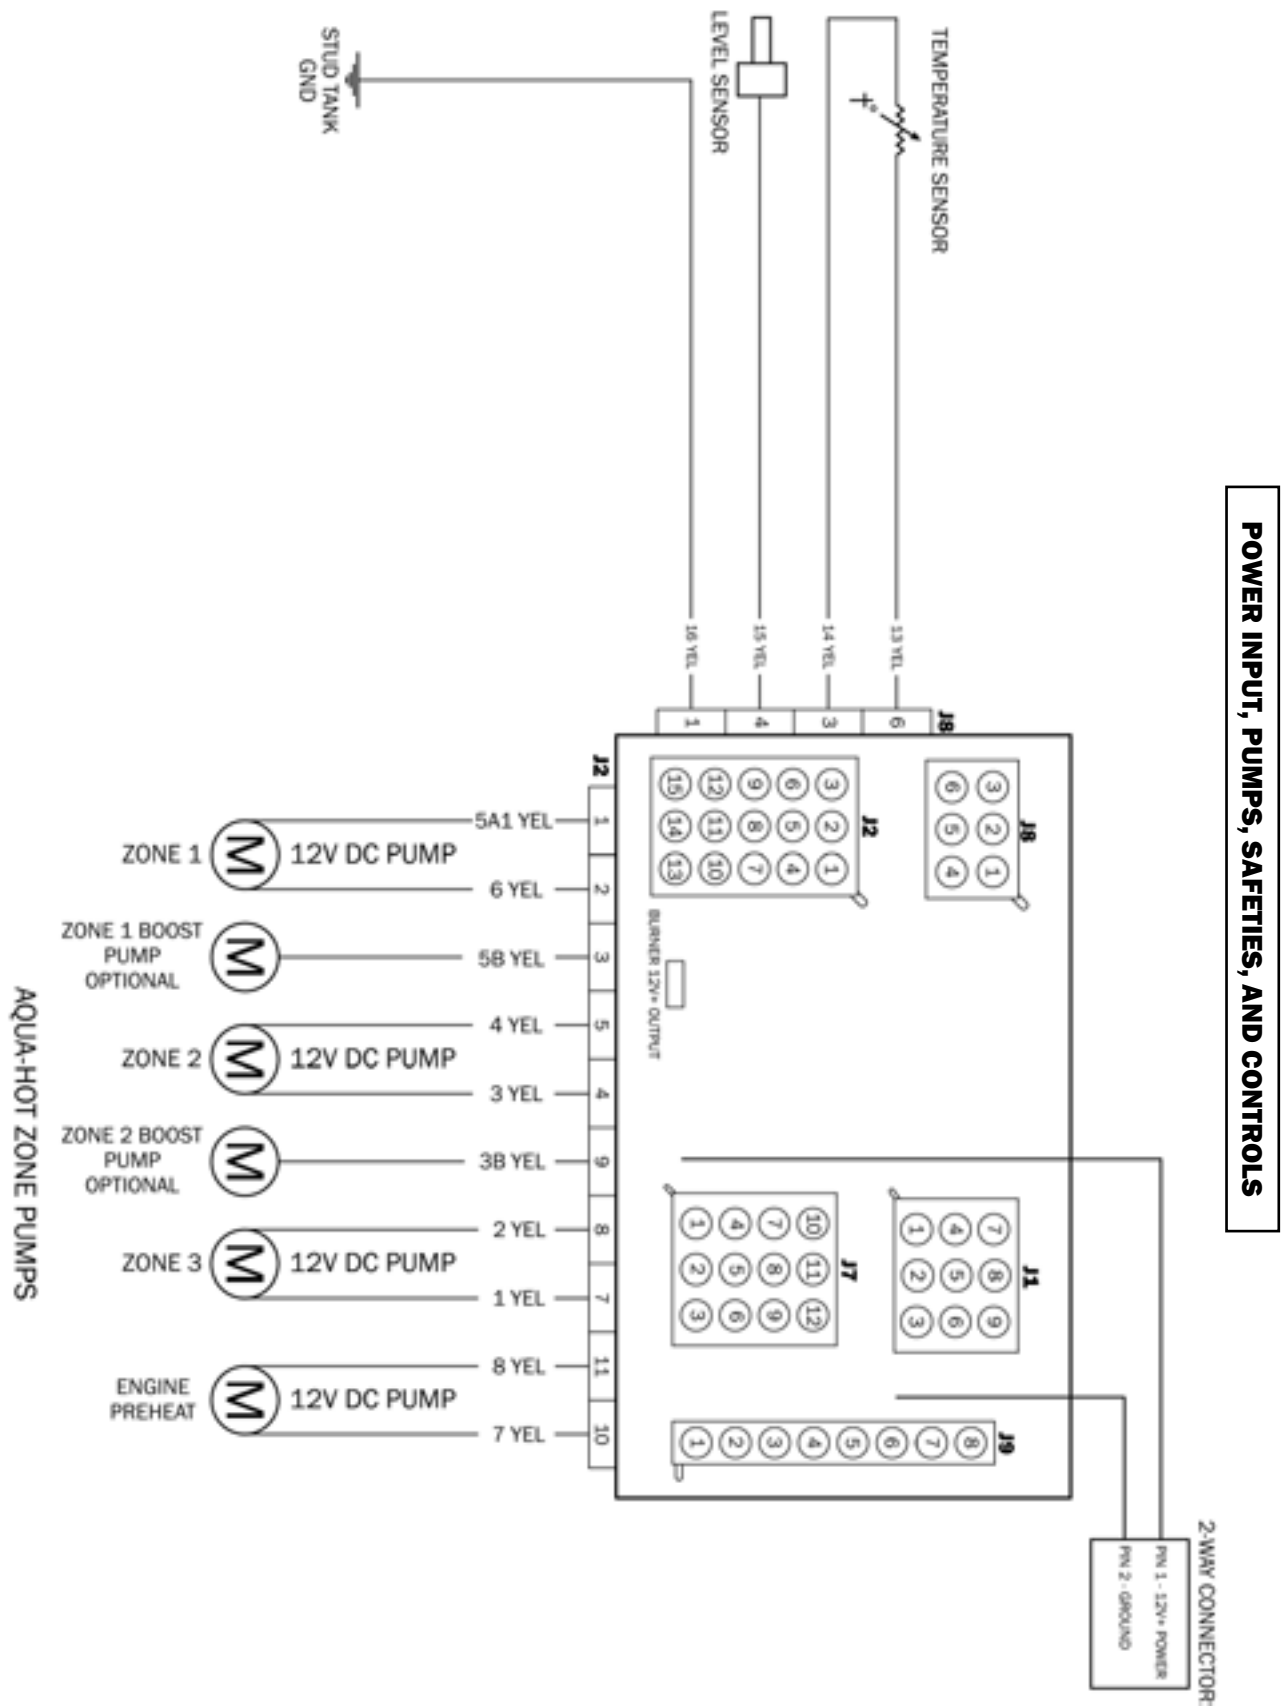 POWER INPUT, PUMPS, SAFETIES, AND CONTROLS
TEMPERATURE SENSOR
LEVEL SENSOR
STUD TANK
GND
13 YEL
14 YEL
15 YEL
16 YEL
J8
6
3
4
1
J8
3 2 1
6 5 4
J2
3 2 1
6 5 4
9 8 7
12 11 10
15 14 13
BURNER 12V+ OUTPUT
J1
7 8 9
4 5 6
1 2 3
J7
10 11 12
7 8 9
4 5 6
1 2 3
J9
8
7
6
5
4
3
2
1
2-WAY CONNECTOR:
PIN 1 - 12V+ POWER
PIN 2 - GROUND
J2
ZONE 1 M 12V DC PUMP
5A1 YEL 1
6 YEL 2
ZONE 1 BOOST
PUMP
OPTIONAL
M 5B YEL 3
ZONE 2 M 12V DC PUMP
4 YEL 5
3 YEL 4
ZONE 2 BOOST
PUMP
OPTIONAL
M 3B YEL 9
ZONE 3 M 12V DC PUMP
2 YEL 8
1 YEL 7
ENGINE
PREHEAT
M 12V DC PUMP
8 YEL 11
7 YEL 10
AQUA-HOT ZONE PUMPS